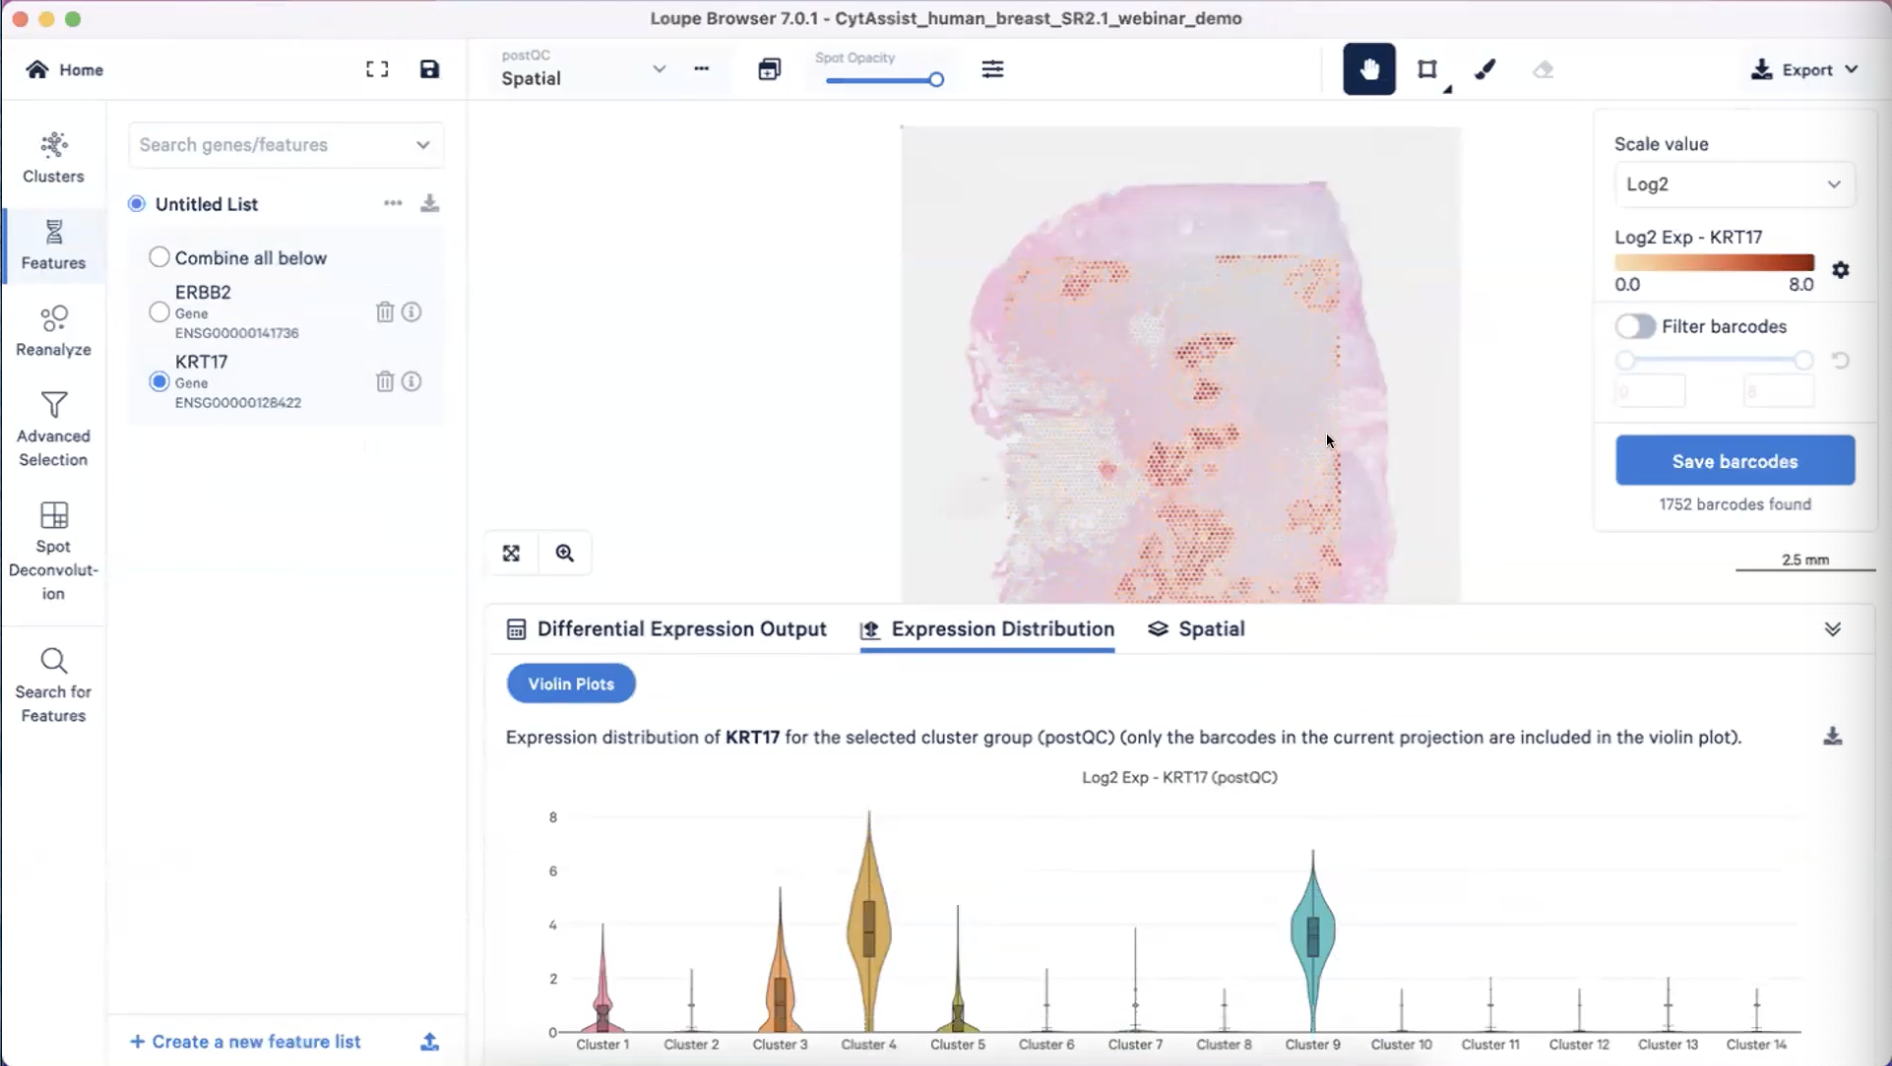 Loupe Browser 7.0.1 - CytAssist_human_breast_SR2.1_webinar_demo
Home
postQC
Spatial
Spot Opacity
Export
Clusters
Features
Reanalyze
Advanced
Selection
Spot
Deconvolut-
ion
Search for
Features
Search genes/features
Untitled List
Combine all below
ERBB2
Gene
ENSG00000141736
KRT17
Gene
ENSG00000128422
+ Create a new feature list
Scale value
Log2
Log2 Exp - KRT17
0.0 8.0
Filter barcodes
0 8
Save barcodes
1752 barcodes found
2.5 mm
Differential Expression Output Expression Distribution Spatial
Violin Plots
Expression distribution of KRT17 for the selected cluster group (postQC) (only the barcodes in the current projection are included in the violin plot).
Log2 Exp - KRT17 (postQC)
8
6
4
2
0
Cluster 1 Cluster 2 Cluster 3 Cluster 4 Cluster 5 Cluster 6 Cluster 7 Cluster 8 Cluster 9 Cluster 10 Cluster 11 Cluster 12 Cluster 13 Cluster 14